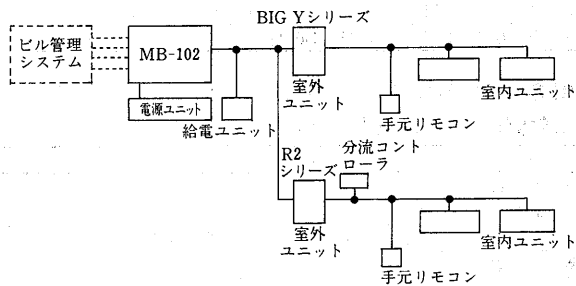 BIG Yシリーズ
ビル管理
システム
MB-102
電源ユニット
給電ユニット
室外
ユニット
手元リモコン
室内ユニット
R2
シリーズ
分流コント
ローラ
室外
ユニット
手元リモコン
室内ユニット